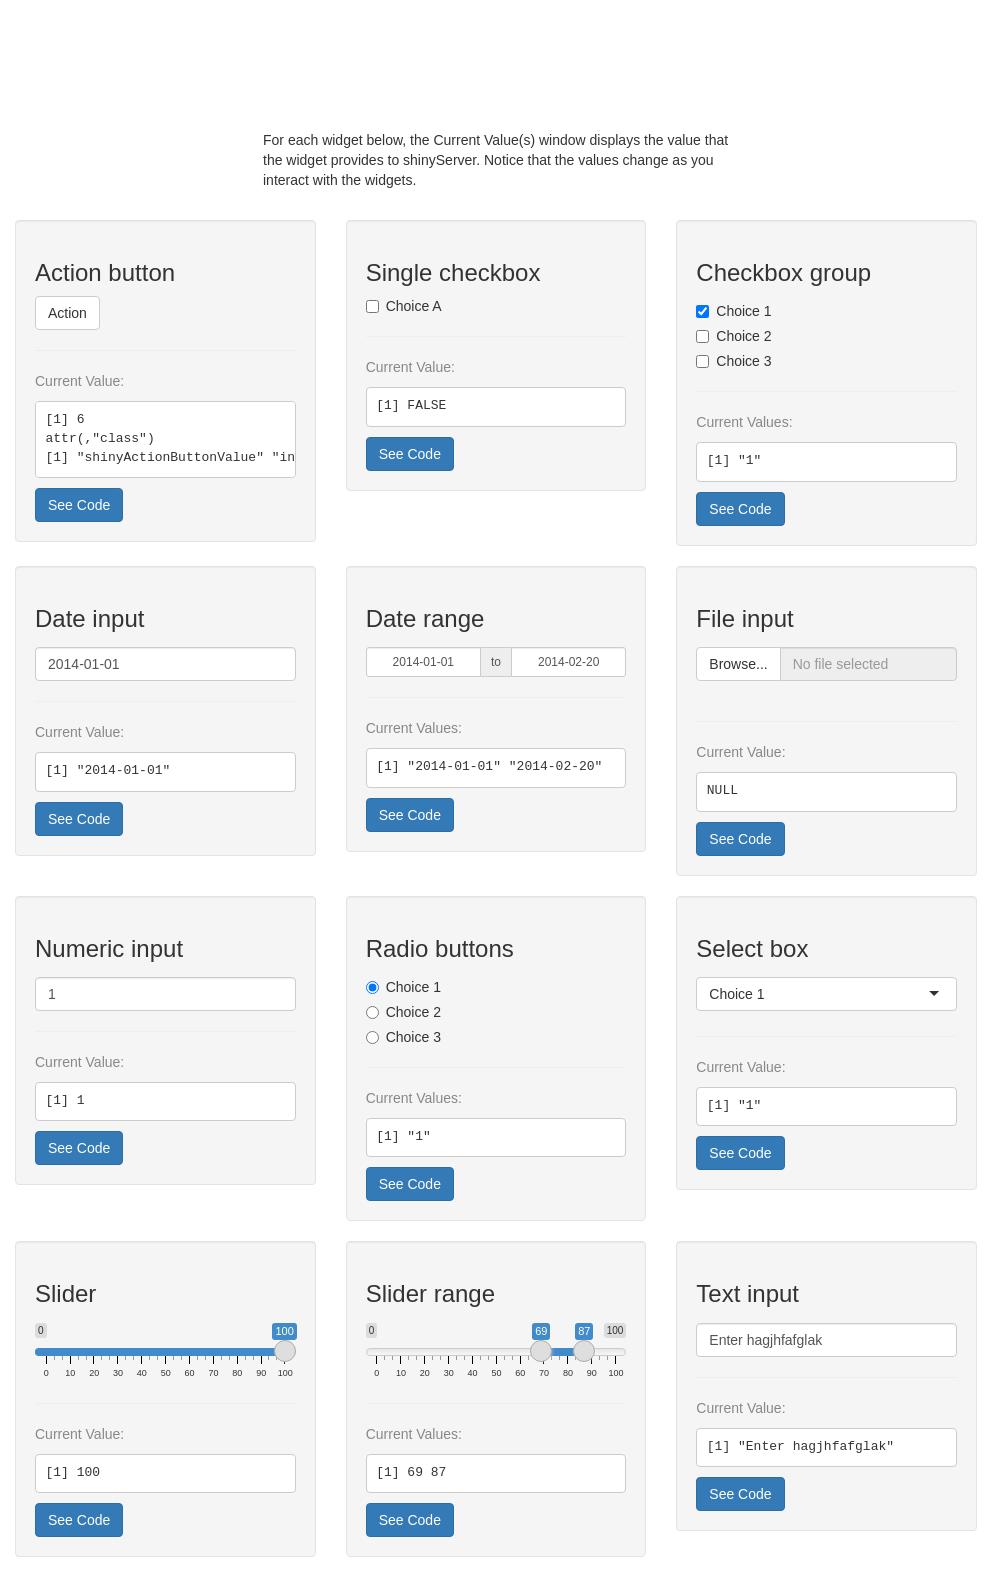 For each widget below, the Current Value(s) window displays the value that
the widget provides to shinyServer. Notice that the values change as you
interact with the widgets.
Action button
Action
Current Value:
[1] 6
attr(,"class")
[1] "shinyActionButtonValue" "in
See Code
Single checkbox
Choice A
Current Value:
[1] FALSE
See Code
Checkbox group
Choice 1
Choice 2
Choice 3
Current Values:
[1] "1"
See Code
Date input
2014-01-01
Current Value:
[1] "2014-01-01"
See Code
Date range
2014-01-01 to 2014-02-20
Current Values:
[1] "2014-01-01" "2014-02-20"
See Code
File input
Browse... No file selected
Current Value:
NULL
See Code
Numeric input
1
Current Value:
[1] 1
See Code
Radio buttons
Choice 1
Choice 2
Choice 3
Current Values:
[1] "1"
See Code
Select box
Choice 1
Current Value:
[1] "1"
See Code
Slider
0 100
0 10 20 30 40 50 60 70 80 90 100
Current Value:
[1] 100
See Code
Slider range
0 69 87 100
0 10 20 30 40 50 60 70 80 90 100
Current Values:
[1] 69 87
See Code
Text input
Enter hagjhfafglak
Current Value:
[1] "Enter hagjhfafglak"
See Code